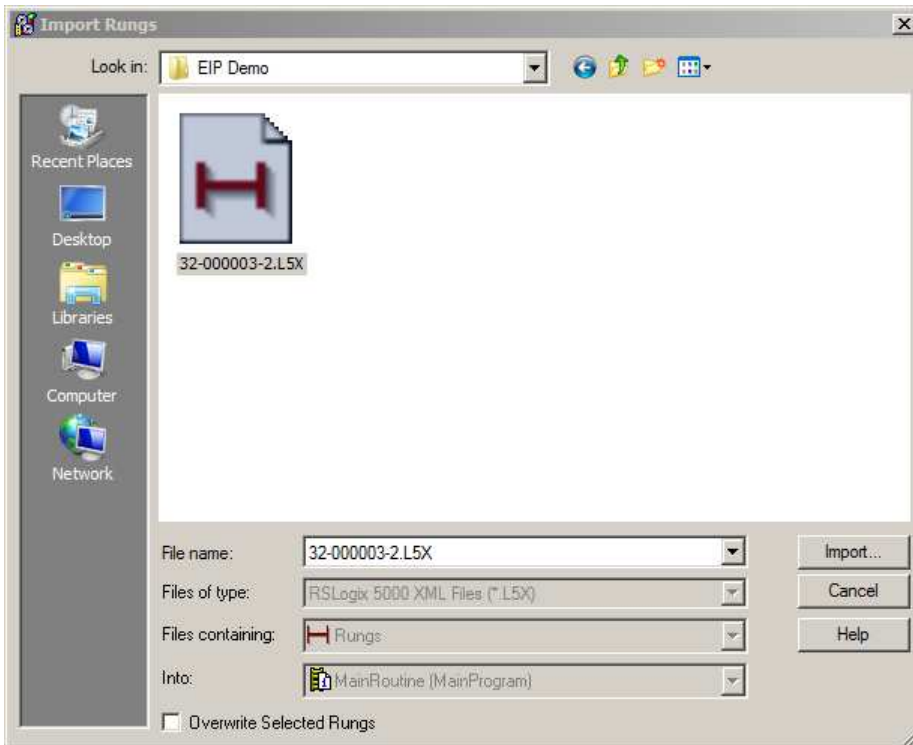 Import Rungs
Look in: EIP Demo
Recent Places
Desktop
Libraries
Computer
Network
32-000003-2.L5X
File name: 32-000003-2.L5X Import...
Files of type: RSLogix 5000 XML Files (*.L5X) Cancel
Files containing: Rungs Help
Into: MainRoutine (MainProgram)
Overwrite Selected Rungs